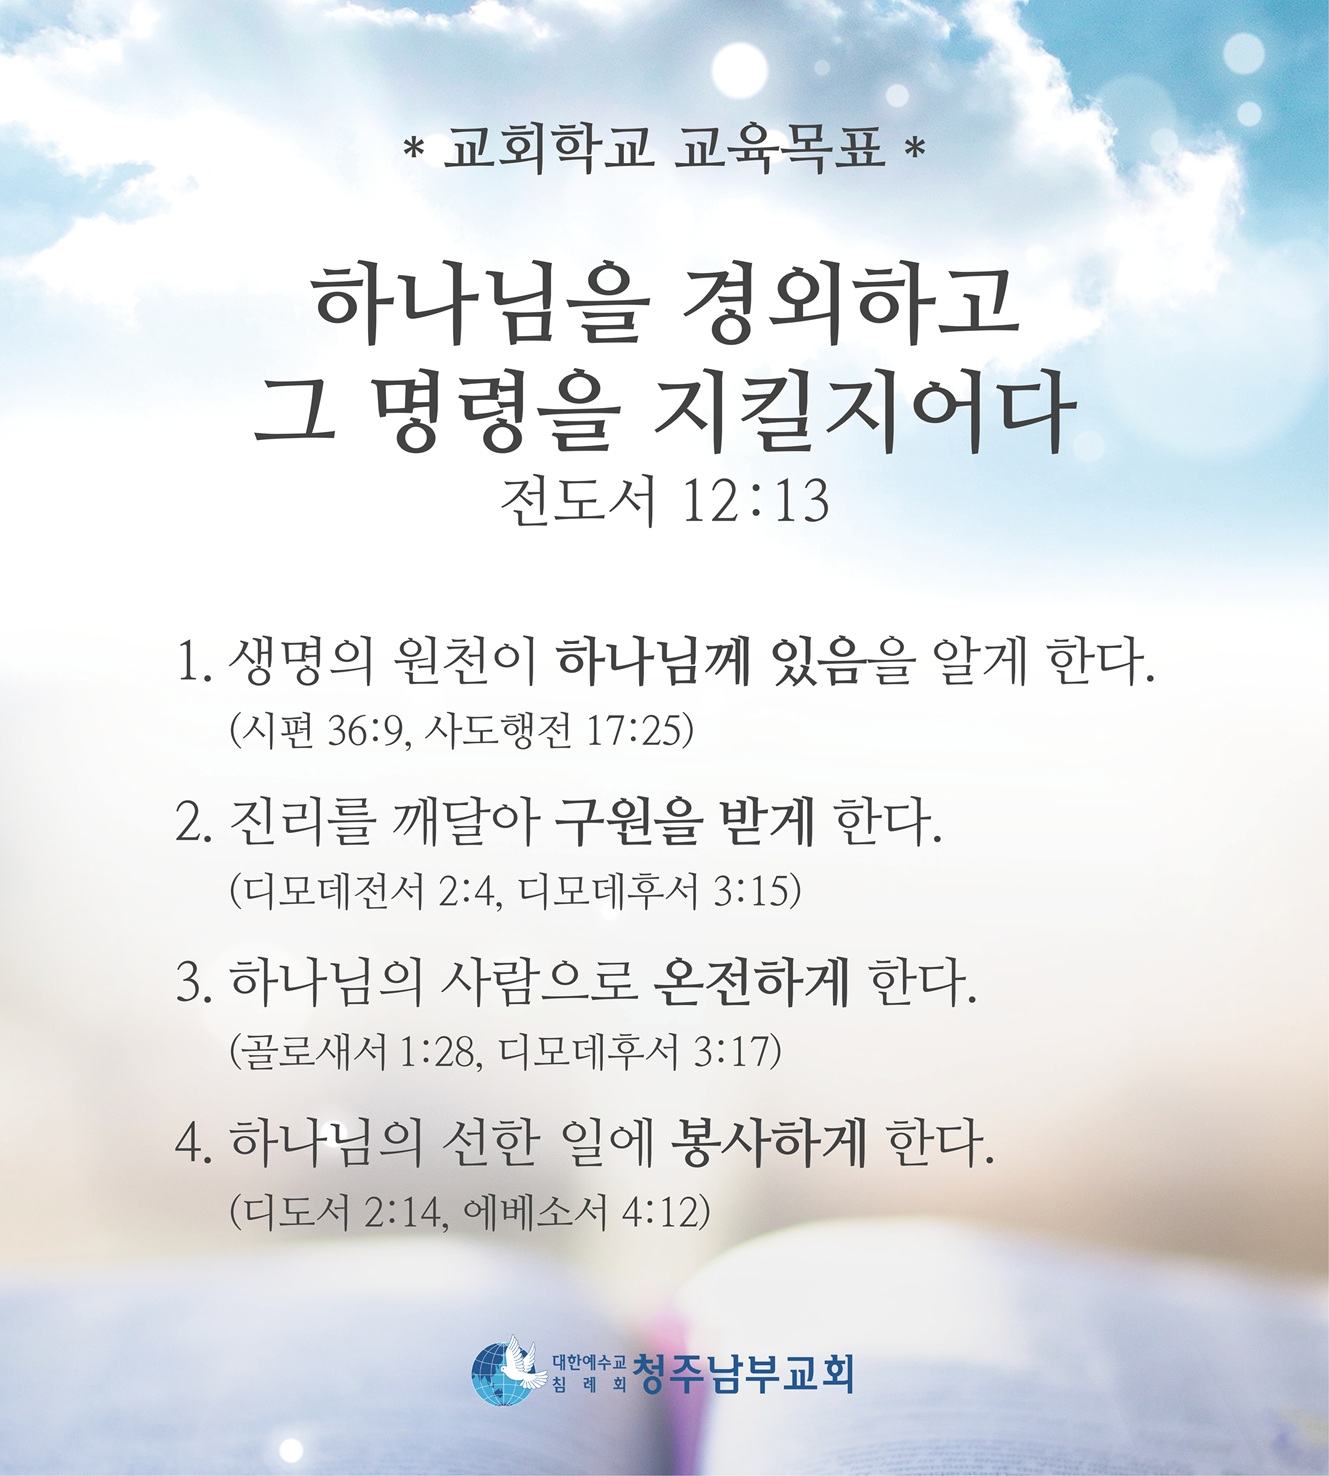 * 교회학교 교육목표 *
하나님을 경외하고
그 명령을 지킬지어다
전도서 12:13
1. 생명의 원천이 하나님께 있음을 알게 한다.
(시편 36:9, 사도행전 17:25)
2. 진리를 깨달아 구원을 받게 한다.
(디모데전서 2:4, 디모데후서 3:15)
3. 하나님의 사람으로 온전하게 한다.
(골로새서 1:28, 디모데후서 3:17)
4. 하나님의 선한 일에 봉사하게 한다.
(디도서 2:14, 에베소서 4:12)
대한예수교
침례회
청주남부교회